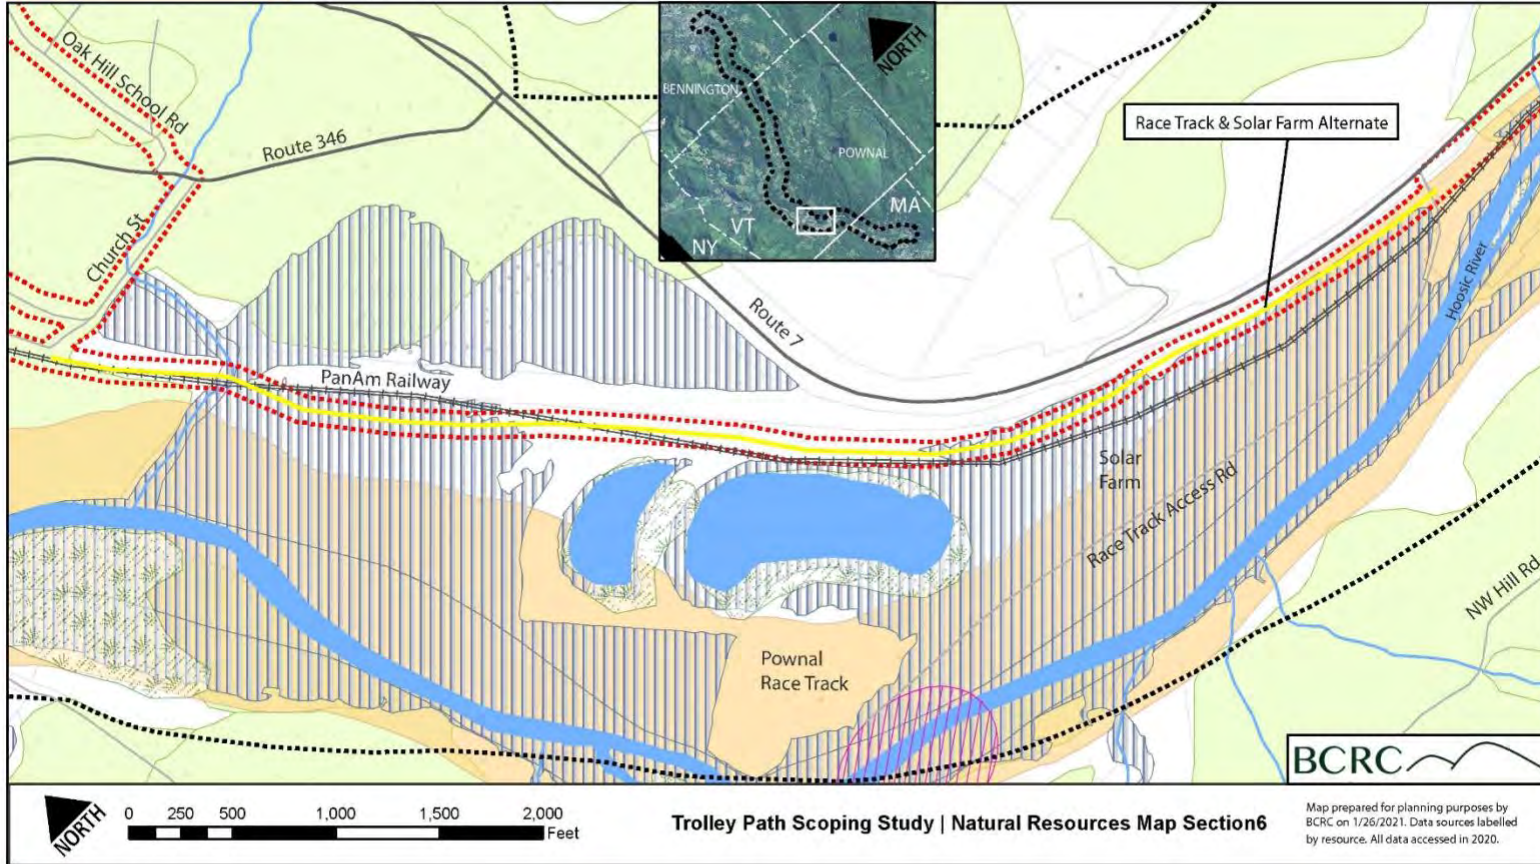 Oak Hill School Rd
Route 346
Church St
BENNINGTON
NORTH
POWNAL
VT
MA
NY
Race Track & Solar Farm Alternate
Route 7
Hoosic River
PanAm Railway
Solar
Farm
Race Track Access Rd
NW Hill Rd
Pownal
Race Track
BCRC
NORTH
0 250 500 1,000 1,500 2,000
Feet
Trolley Path Scoping Study | Natural Resources Map Section6
Map prepared for planning purposes by
BCRC on 1/26/2021. Data sources labelled
by resource. All data accessed in 2020.